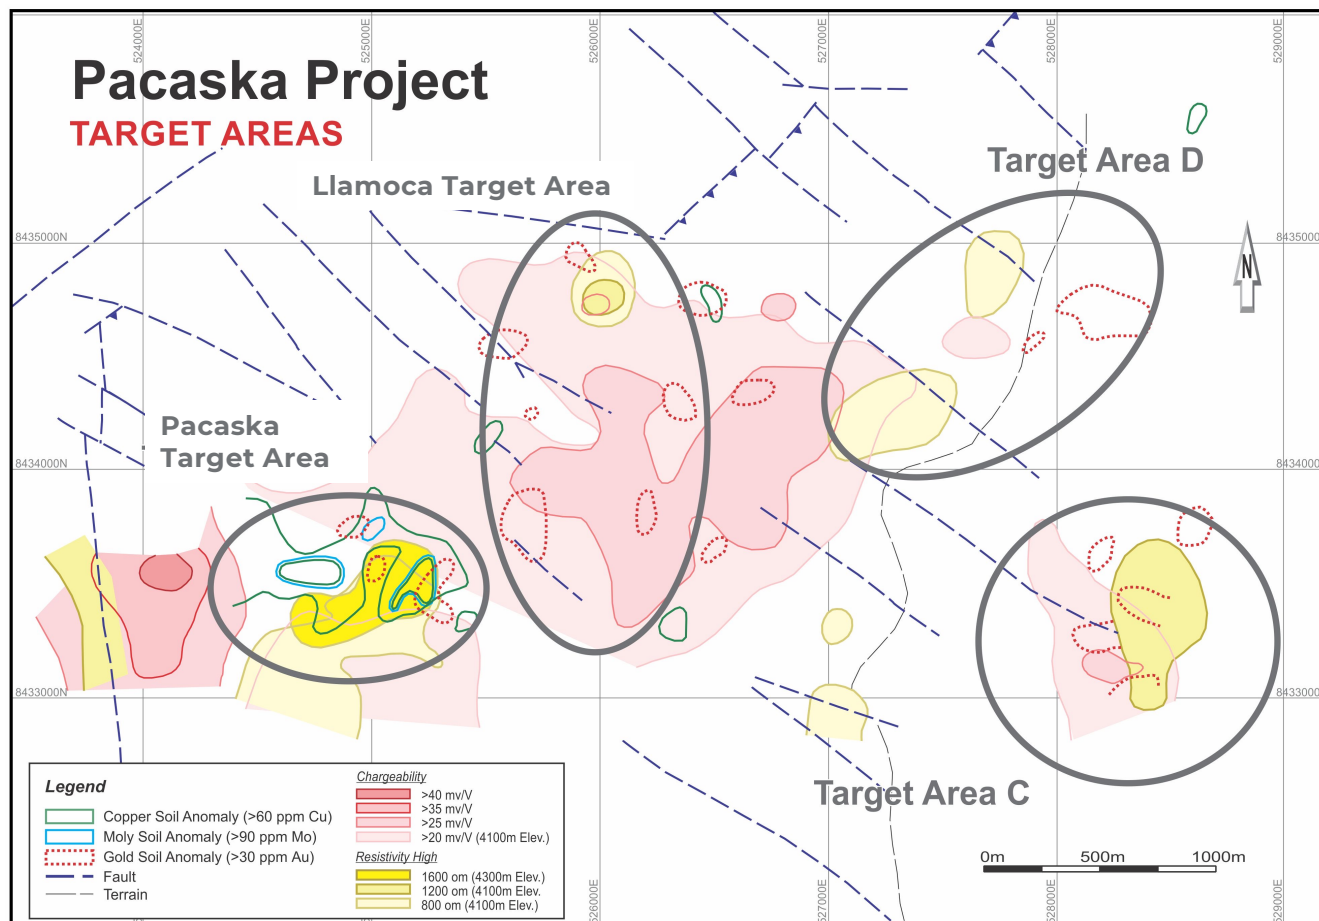 Pacaska Project
TARGET AREAS
524000E
525000E
526000E
527000E
528000E
529000E
Target Area D
Llamoca Target Area
8435000N
8435000
N
Pacaska
Target Area
8434000N
8434000
8433000N
8433000
Target Area C
Legend
Copper Soil Anomaly (>60 ppm Cu)
Moly Soil Anomaly (>90 ppm Mo)
Gold Soil Anomaly (>30 ppm Au)
Fault
Terrain
Chargeability
>40 mv/V
>35 mv/V
>25 mv/V
>20 mv/V (4100m Elev.)
Resistivity High
1600 om (4300m Elev.)
1200 om (4100m Elev.
800 om (4100m Elev.)
0m 500m 1000m
526000E
527000E
528000E
529000E